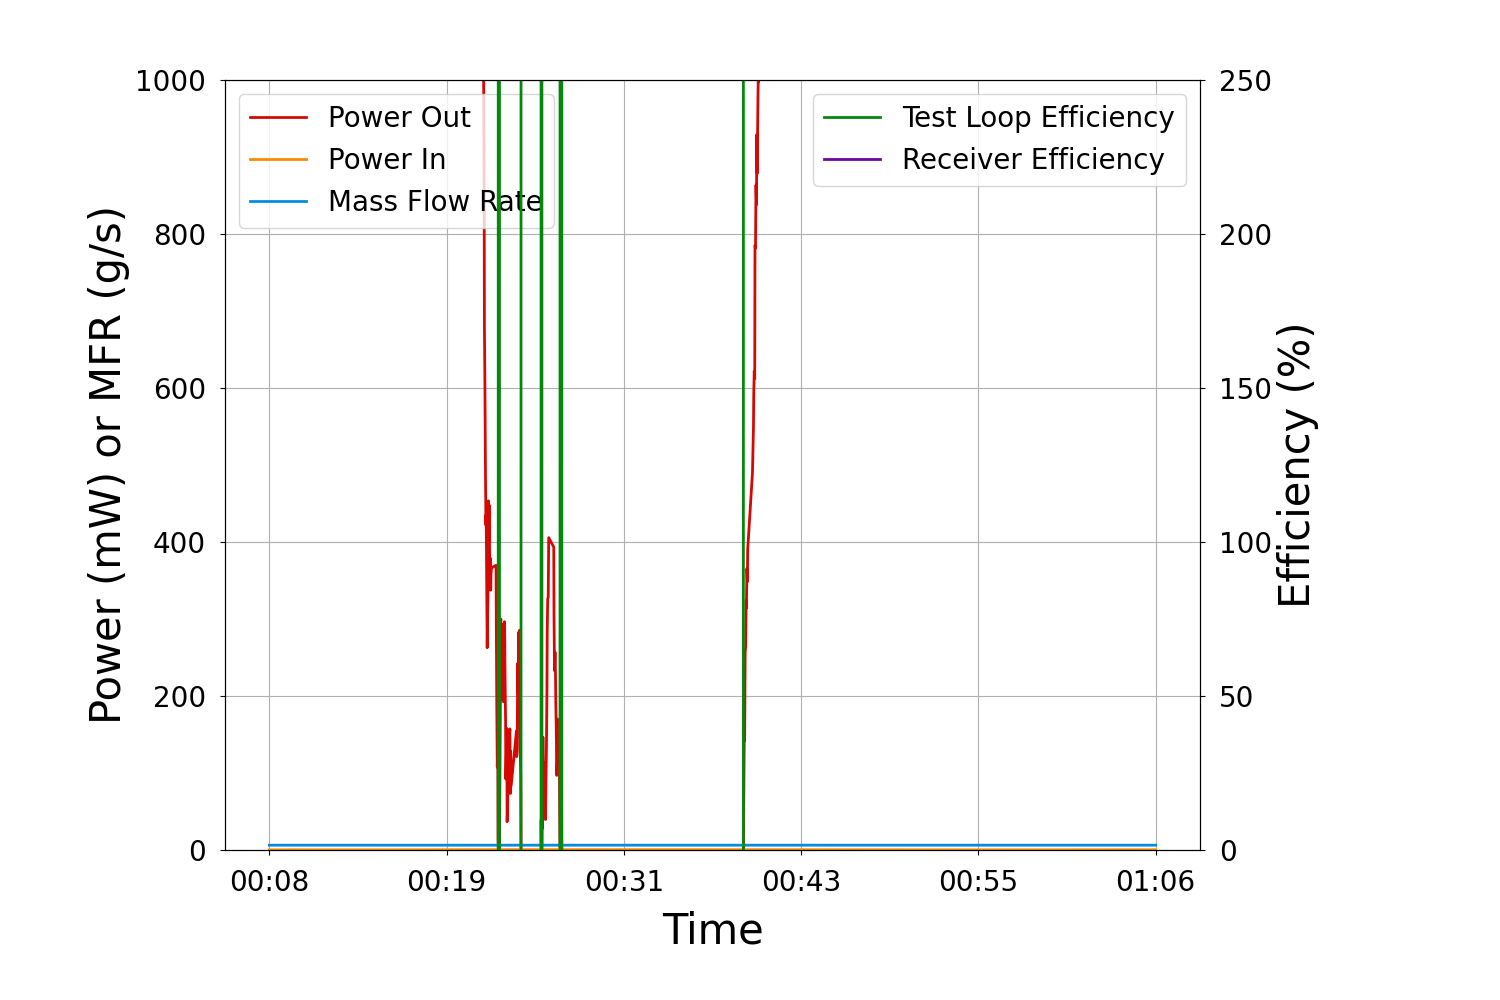 1000
800
600
400
200
0
Power (mW) or MFR (g/s)
Power Out
Power In
Mass Flow Rate
Test Loop Efficiency
Receiver Efficiency
250
200
150
100
50
0
Efficiency (%)
00:08 00:19 00:31 00:43 00:55 01:06
Time